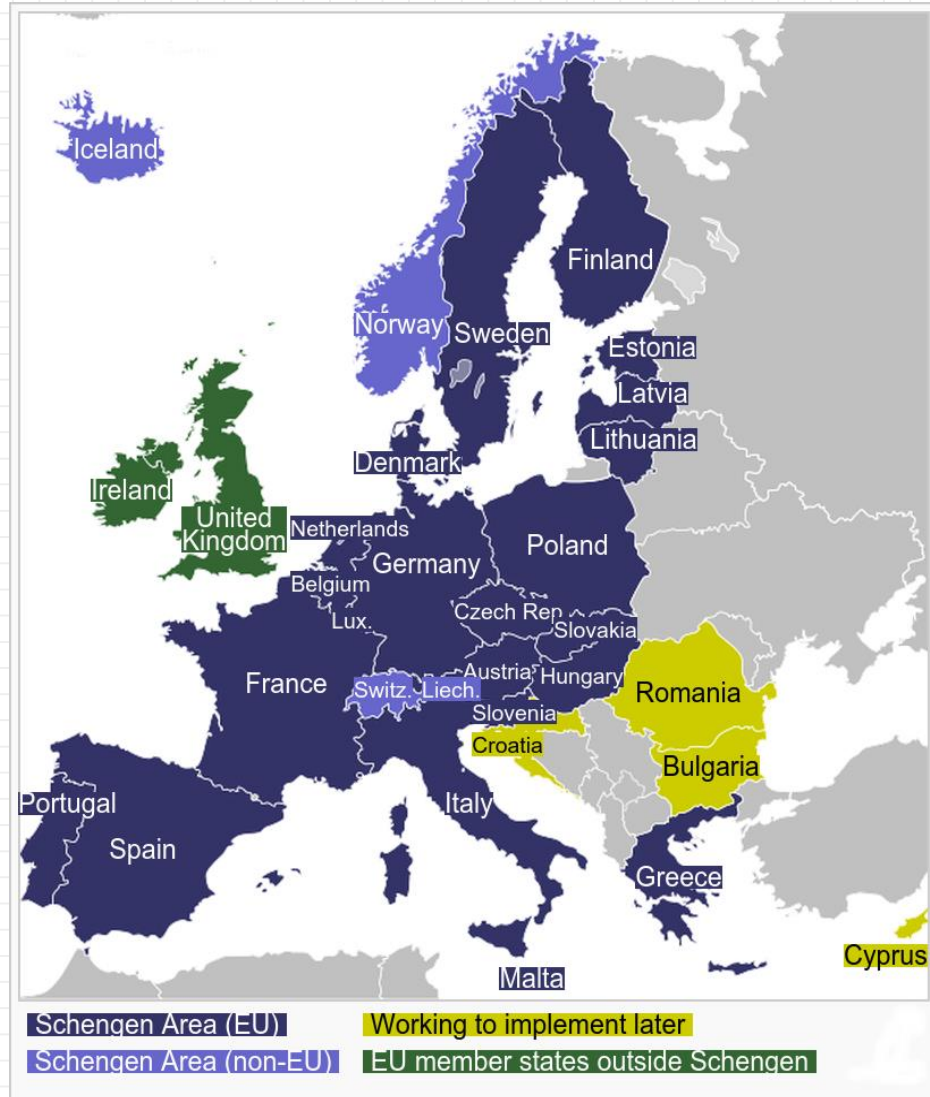 Iceland
Finland
Norway
Sweden
Estonia
Latvia
Lithuania
Denmark
Ireland
United
Kingdom
Netherlands
Poland
Germany
Belgium
Czech Rep
Lux.
Slovakia
Austria
Hungary
France
Switz.
Liech.
Romania
Slovenia
Croatia
Bulgaria
Portugal
Italy
Spain
Greece
Cyprus
Malta
Schengen Area (EU)
Working to implement later
Schengen Area (non-EU)
EU member states outside Schengen